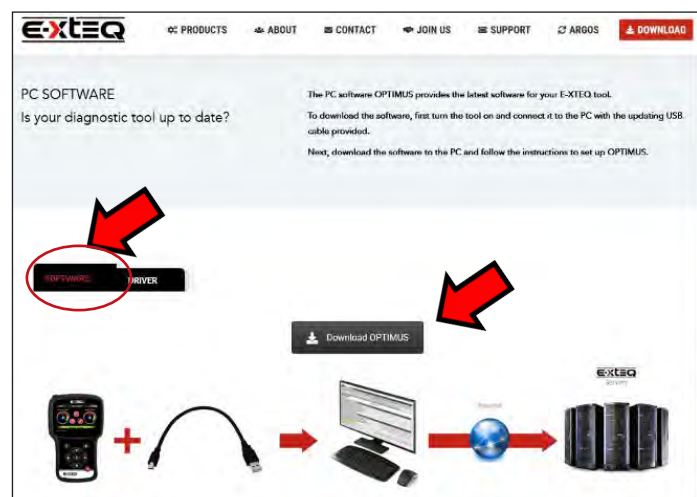 E-XTEQ
PRODUCTS ABOUT CONTACT JOIN US SUPPORT ARGOS DOWNLOAD
PC SOFTWARE
Is your diagnostic tool up to date?
The PC software OPTIMUS provides the latest software for your E-XTEQ tool.
To download the software, first turn the tool on and connect it to the PC with the updating USB
cable provided.
Next, download the software to the PC and follow the instructions to set up OPTIMUS.
SOFTWARE DRIVER
Download OPTIMUS
E-XTEQ
servers
Internet
E-XTEQ